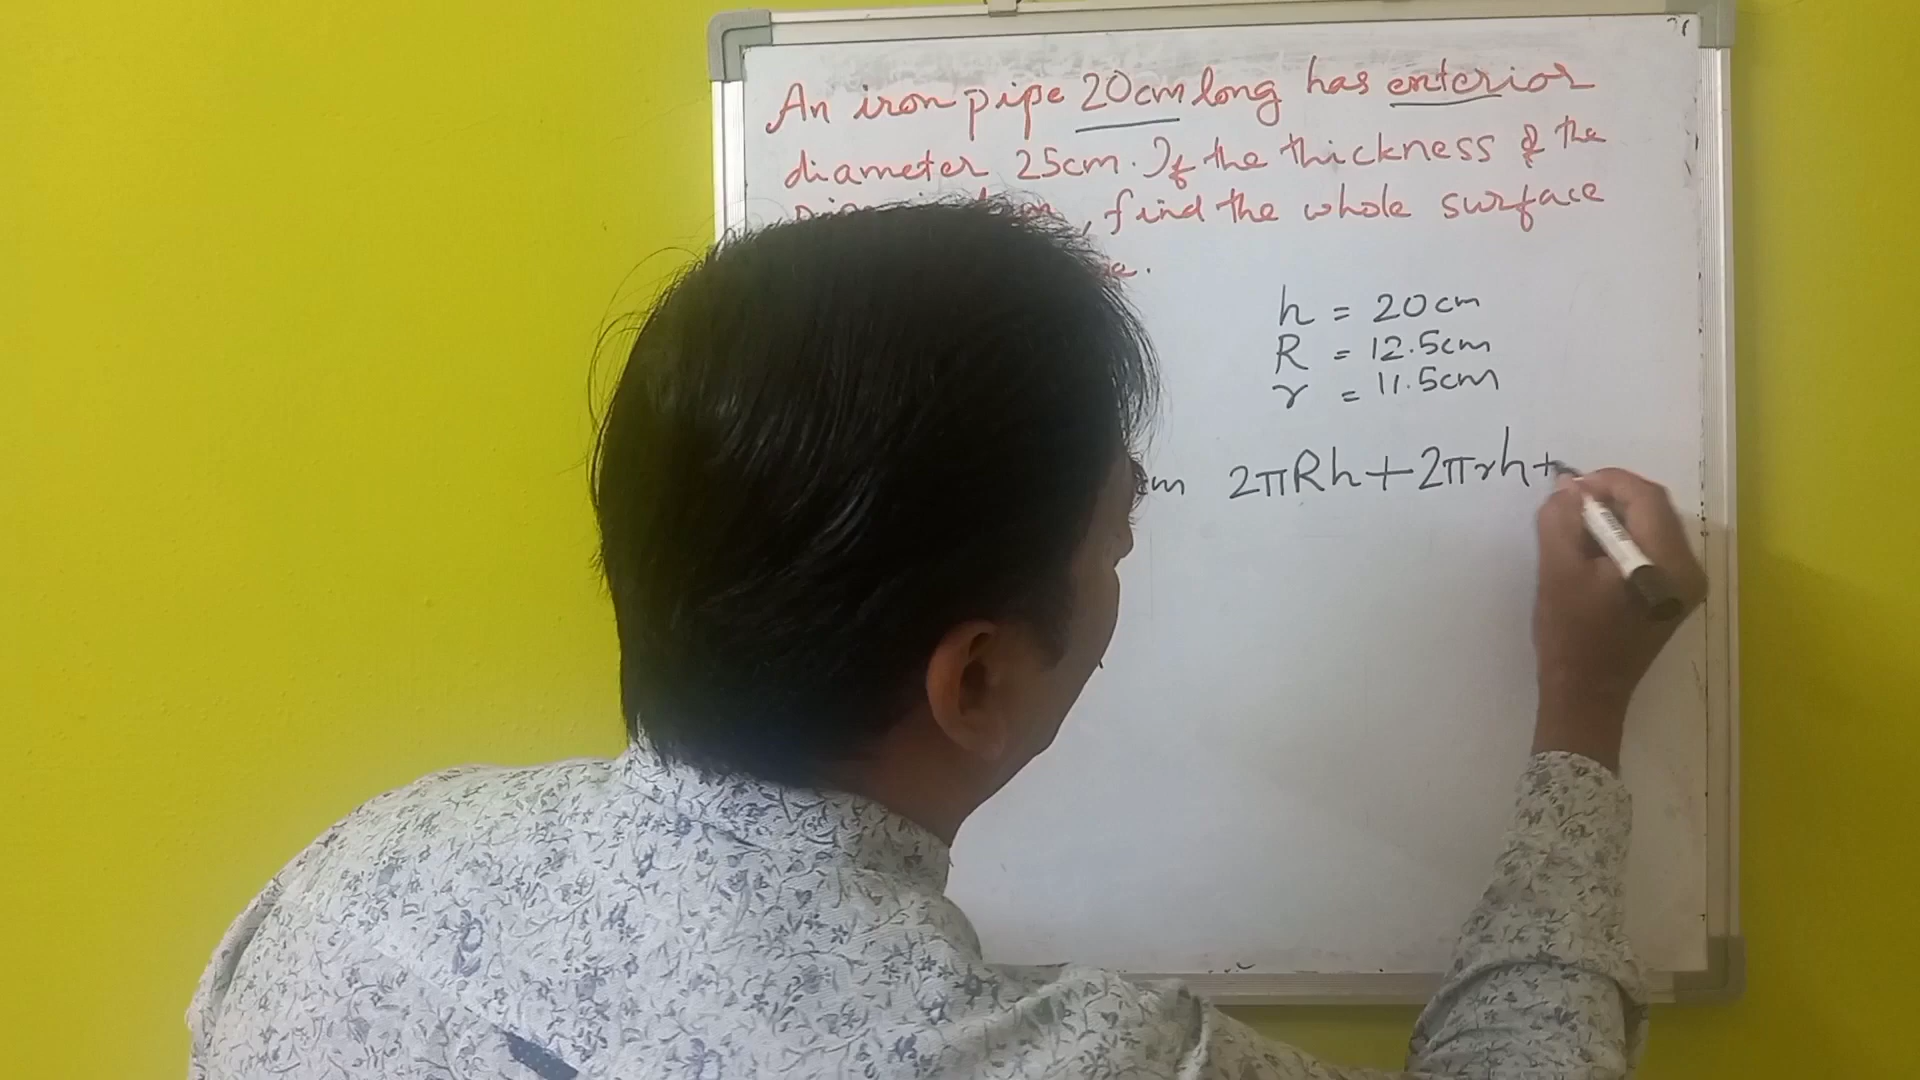 An iron pipe 20cm long has exterior
diameter 25cm. If the thickness of the
, find the whole surface
h = 20cm
R = 12.5cm
r = 11.5cm
cm 2πRh+2πrh+